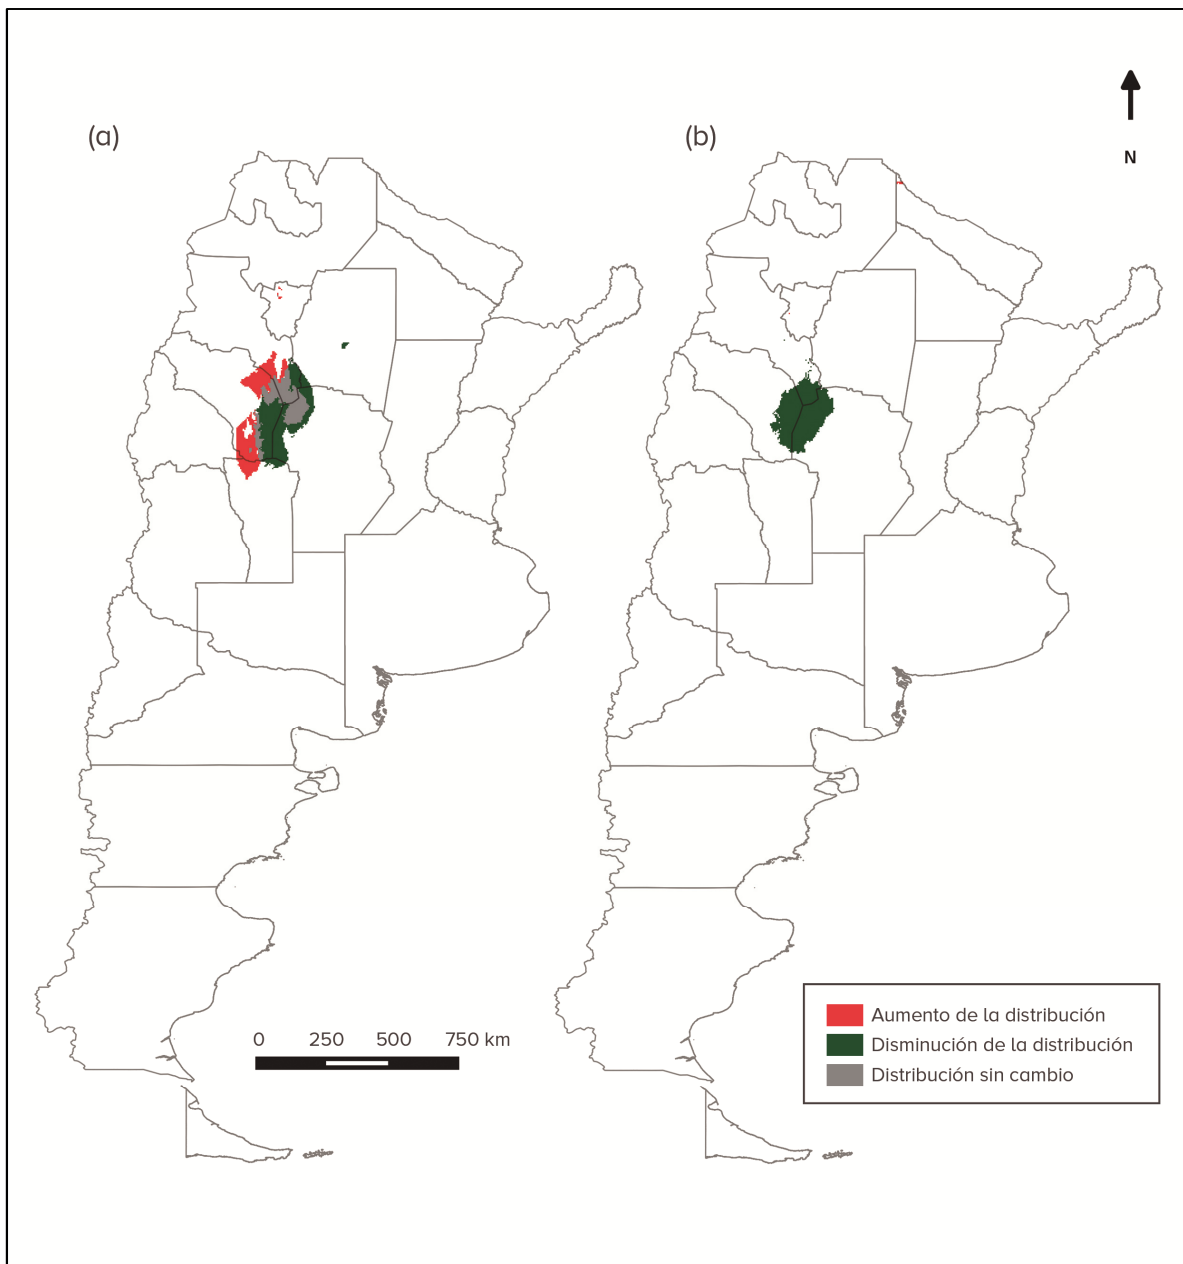 (a)
(b)
N
0 250 500 750 km
Aumento de la distribución
Disminución de la distribución
Distribución sin cambio